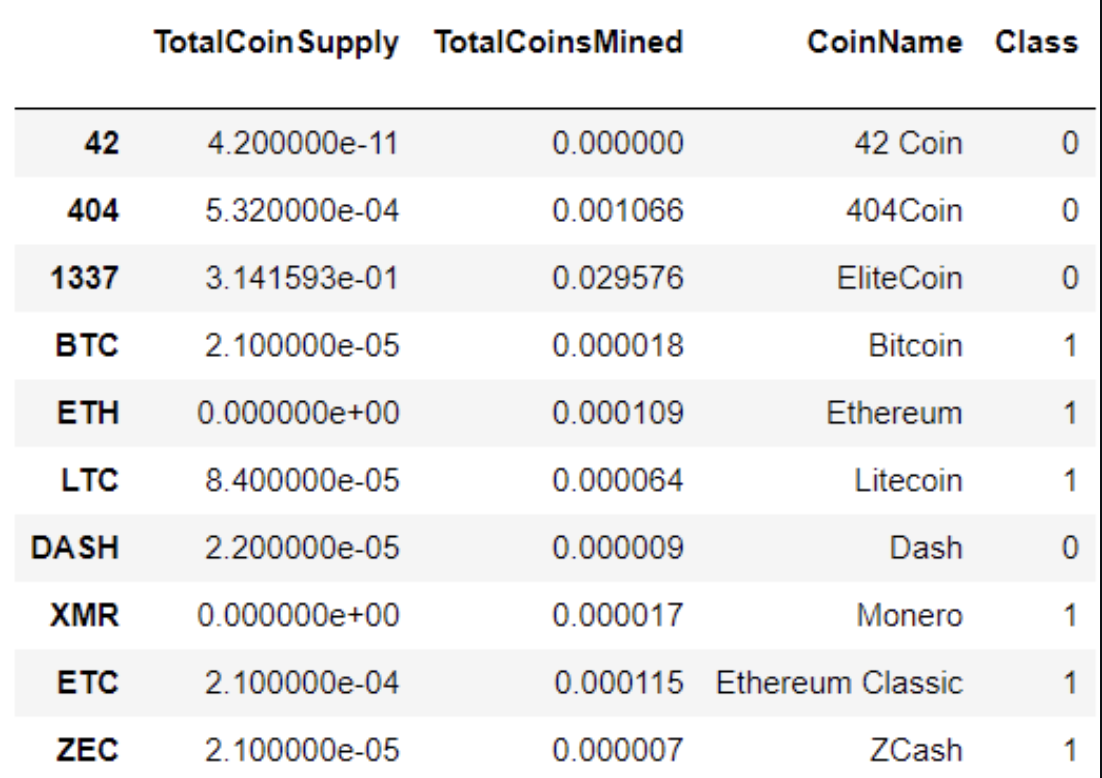 TotalCoinSupply TotalCoinsMined CoinName Class
42 4.200000e-11 0.000000 42 Coin 0
404 5.320000e-04 0.001066 404Coin 0
1337 3.141593e-01 0.029576 EliteCoin 0
BTC 2.100000e-05 0.000018 Bitcoin 1
ETH 0.000000e+00 0.000109 Ethereum 1
LTC 8.400000e-05 0.000064 Litecoin 1
DASH 2.200000e-05 0.000009 Dash 0
XMR 0.000000e+00 0.000017 Monero 1
ETC 2.100000e-04 0.000115 Ethereum Classic 1
ZEC 2.100000e-05 0.000007 ZCash 1